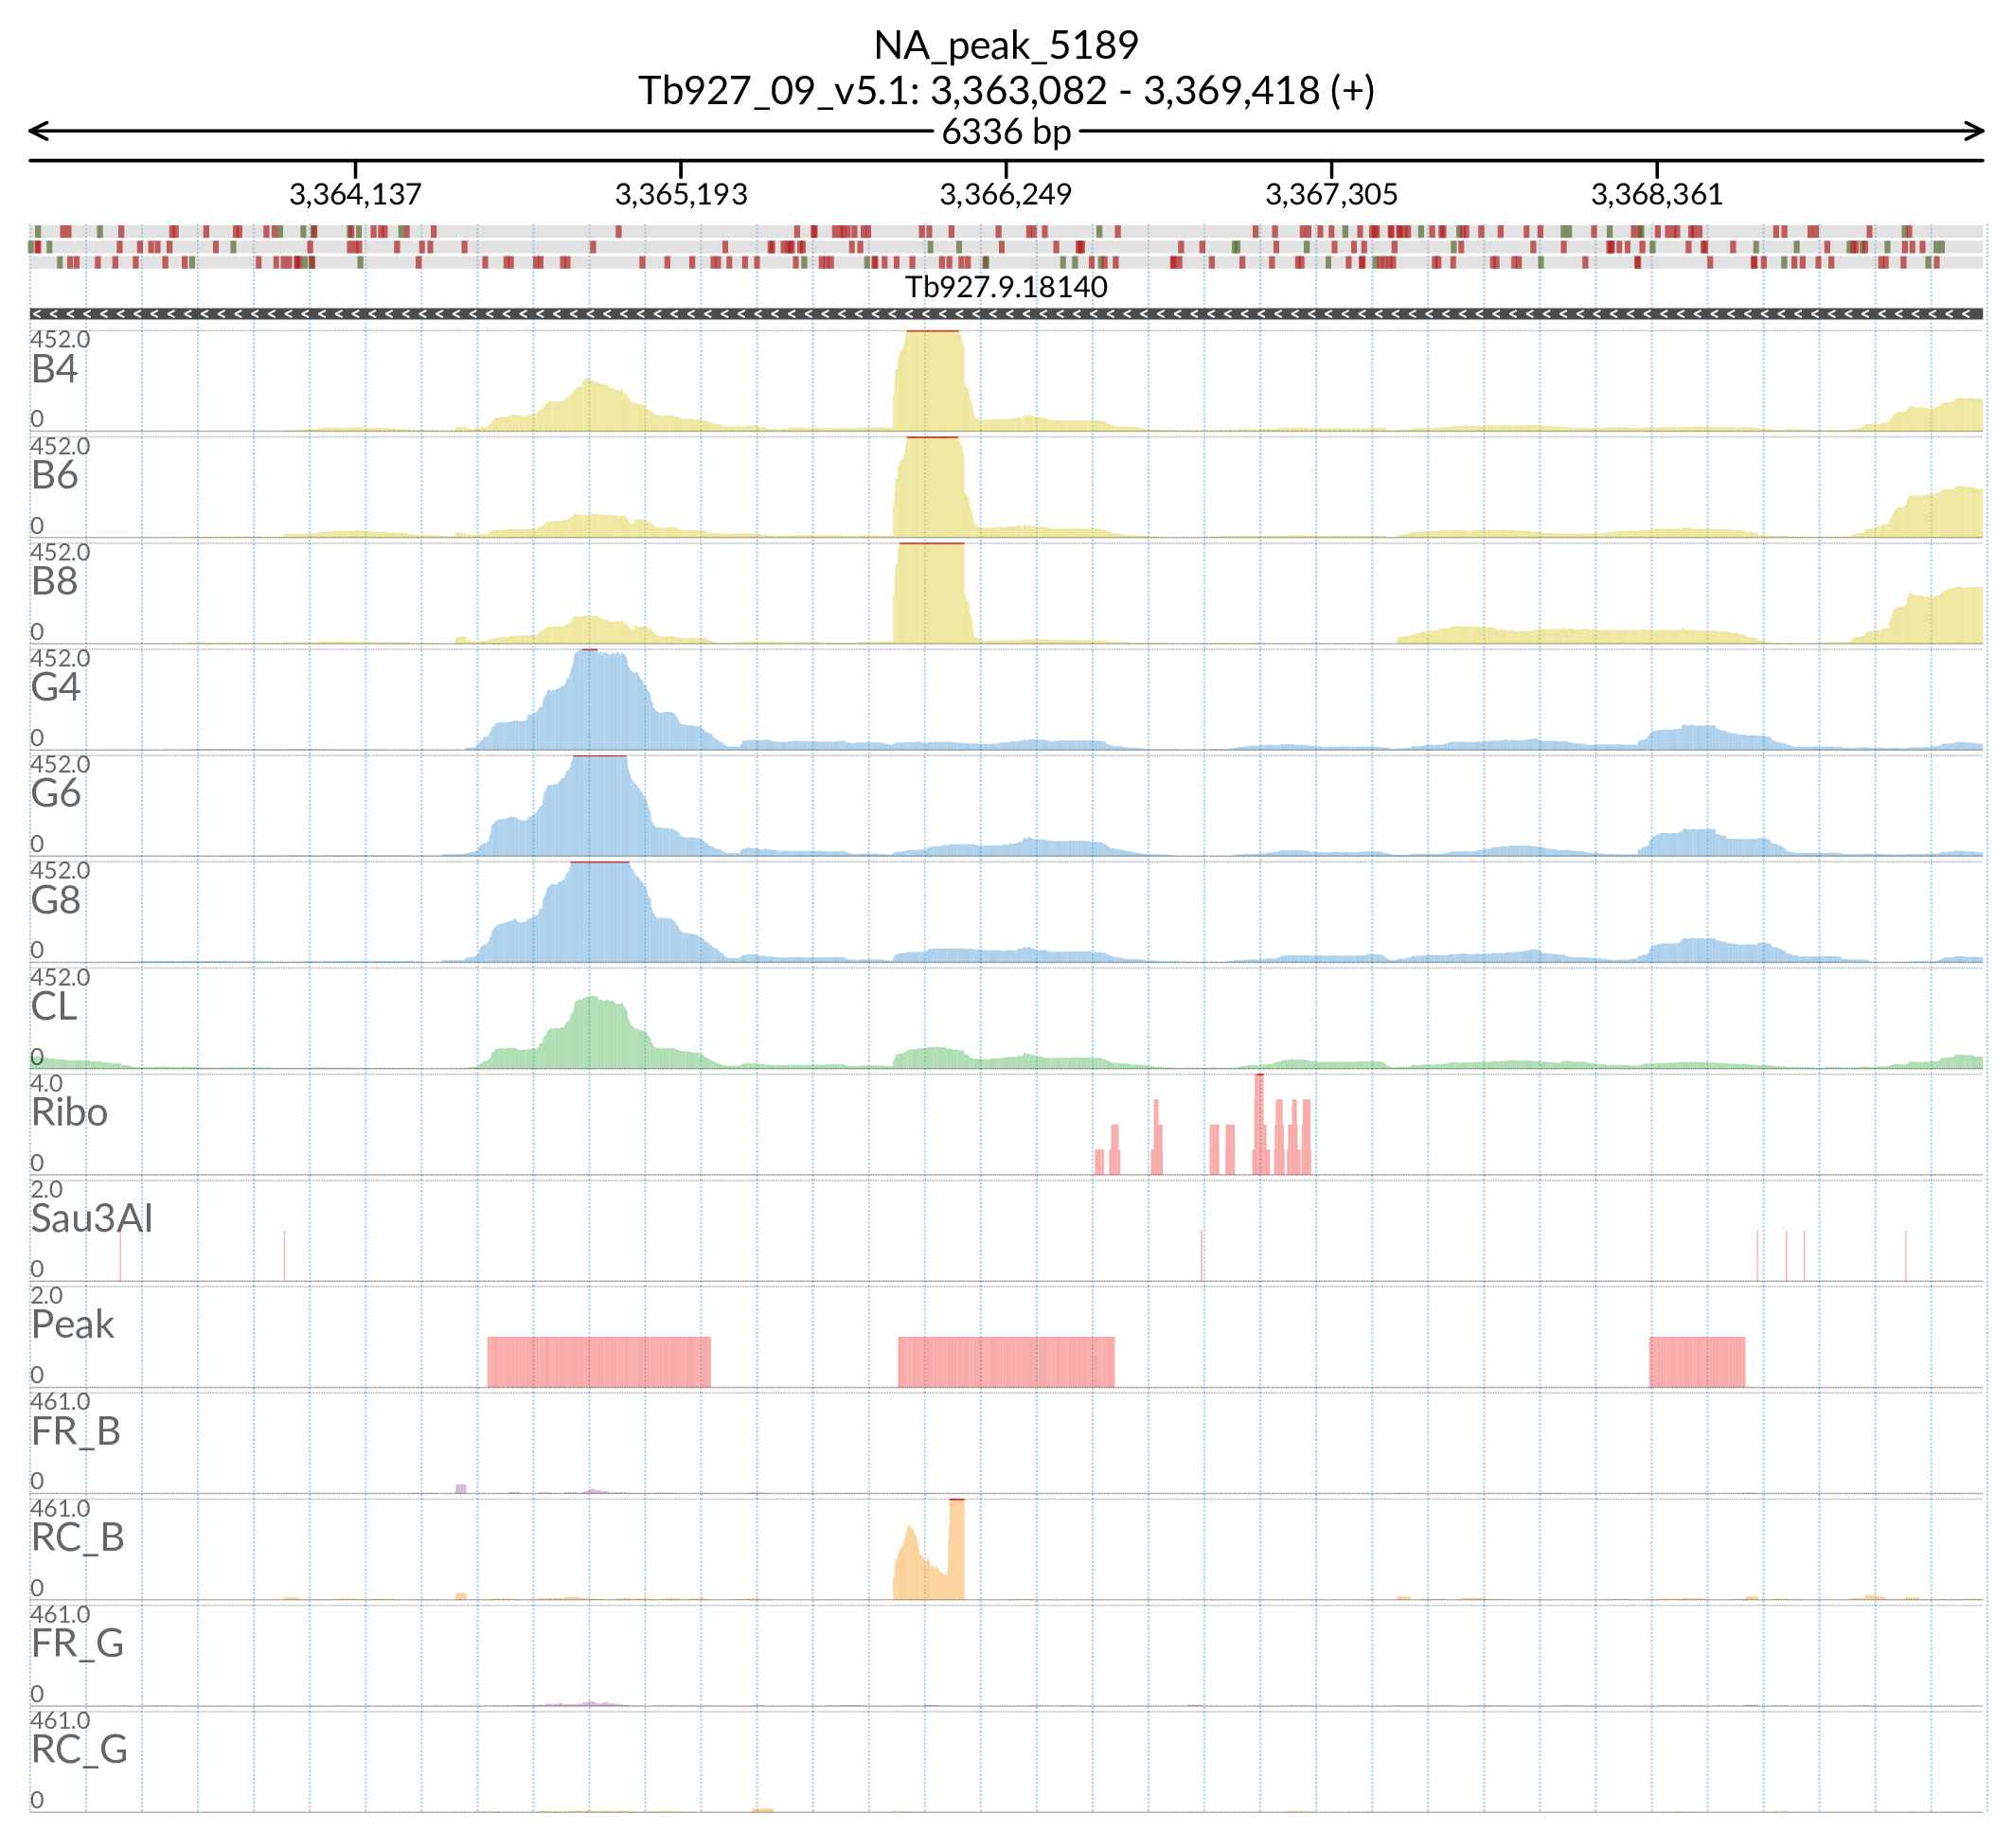 NA_peak_5189
Tb927_09_v5.1: 3,363,082 - 3,369,418 (+)
6336 bp
3,364,137 3,365,193 3,366,249 3,367,305 3,368,361
Tb927.9.18140
452.0
B4
0
452.0
B6
0
452.0
B8
0
452.0
G4
0
452.0
G6
0
452.0
G8
0
452.0
CL
0
4.0
Ribo
0
2.0
Sau3AI
0
2.0
Peak
0
461.0
FR_B
0
461.0
RC_B
0
461.0
FR_G
0
461.0
RC_G
0